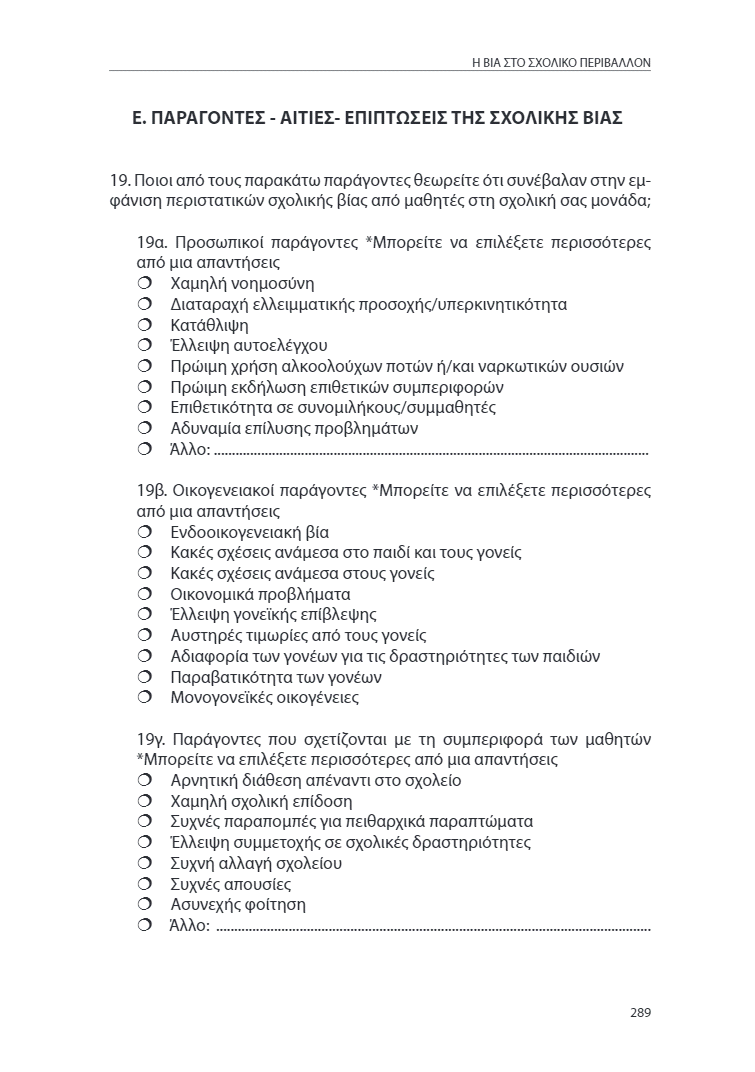 Η ΒΙΑ ΣΤΟ ΣΧΟΛΙΚΟ ΠΕΡΙΒΑΛΛΟΝ
Ε. ΠΑΡΑΓΟΝΤΕΣ - ΑΙΤΙΕΣ- ΕΠΙΠΤΩΣΕΙΣ ΤΗΣ ΣΧΟΛΙΚΗΣ ΒΙΑΣ
19. Ποιοι από τους παρακάτω παράγοντες θεωρείτε ότι συνέβαλαν στην εμ-
φάνιση περιστατικών σχολικής βίας από μαθητές στη σχολική σας μονάδα;
19α. Προσωπικοί παράγοντες *Μπορείτε να επιλέξετε περισσότερες
από μια απαντήσεις
❍ Χαμηλή νοημοσύνη
❍ Διαταραχή ελλειμματικής προσοχής/υπερκινητικότητα
❍ Κατάθλιψη
❍ Έλλειψη αυτοελέγχου
❍ Πρώιμη χρήση αλκοολούχων ποτών ή/και ναρκωτικών ουσιών
❍ Πρώιμη εκδήλωση επιθετικών συμπεριφορών
❍ Επιθετικότητα σε συνομιλήκους/συμμαθητές
❍ Αδυναμία επίλυσης προβλημάτων
❍ Άλλο: ........................................................................................................................
19β. Οικογενειακοί παράγοντες *Μπορείτε να επιλέξετε περισσότερες
από μια απαντήσεις
❍ Ενδοοικογενειακή βία
❍ Κακές σχέσεις ανάμεσα στο παιδί και τους γονείς
❍ Κακές σχέσεις ανάμεσα στους γονείς
❍ Οικονομικά προβλήματα
❍ Έλλειψη γονεϊκής επίβλεψης
❍ Αυστηρές τιμωρίες από τους γονείς
❍ Αδιαφορία των γονέων για τις δραστηριότητες των παιδιών
❍ Παραβατικότητα των γονέων
❍ Μονογονεϊκές οικογένειες
19γ. Παράγοντες που σχετίζονται με τη συμπεριφορά των μαθητών
*Μπορείτε να επιλέξετε περισσότερες από μια απαντήσεις
❍ Αρνητική διάθεση απέναντι στο σχολείο
❍ Χαμηλή σχολική επίδοση
❍ Συχνές παραπομπές για πειθαρχικά παραπτώματα
❍ Έλλειψη συμμετοχής σε σχολικές δραστηριότητες
❍ Συχνή αλλαγή σχολείου
❍ Συχνές απουσίες
❍ Ασυνεχής φοίτηση
❍ Άλλο: ........................................................................................................................
289